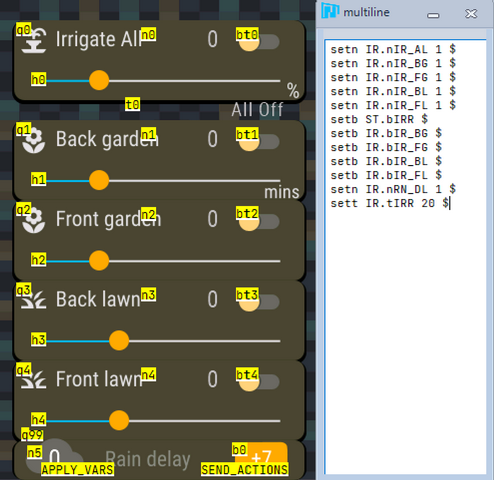 q0
Irrigate All
n0
0
bt0
h0
%
t0
All Off
q1
Back garden
n1
0
bt1
h1
mins
q2
Front garden
n2
0
bt2
h2
q3
Back lawn
n3
0
bt3
h3
q4
Front lawn
n4
0
bt4
h4
q99
n5
0
Rain delay
b0
+7
APPLY_VARS
SEND_ACTIONS
multiline
setn IR.nIR_AL 1 $
setn IR.nIR_BG 1 $
setn IR.nIR_FG 1 $
setn IR.nIR_BL 1 $
setn IR.nIR_FL 1 $
setb ST.bIRR $
setb IR.bIR_BG $
setb IR.bIR_FG $
setb IR.bIR_BL $
setb IR.bIR_FL $
setn IR.nRN_DL 1 $
sett IR.tIRR 20 $